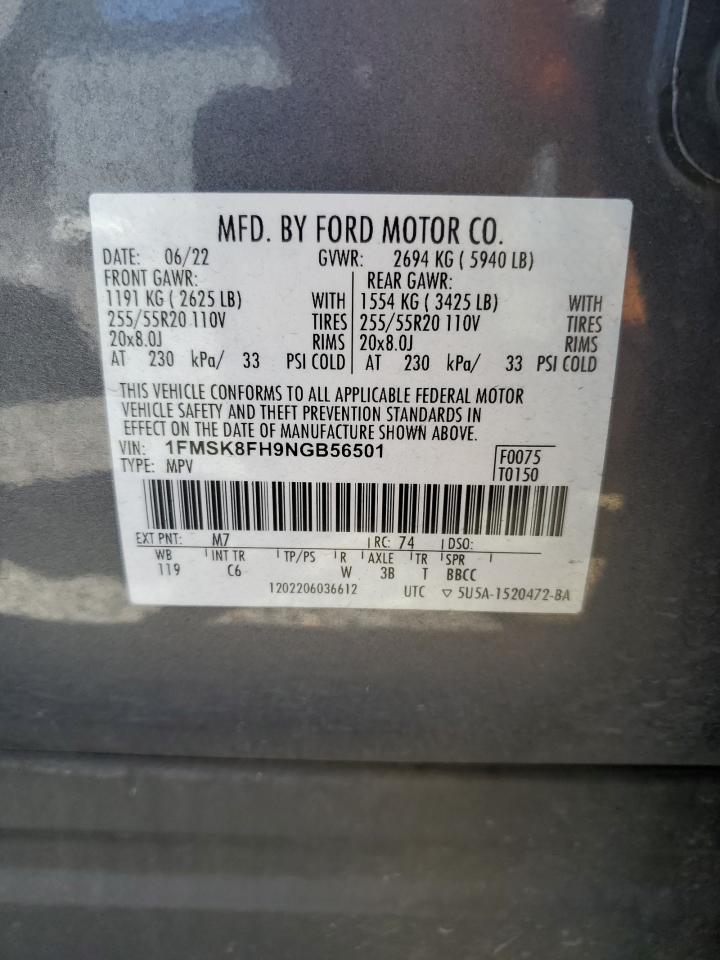 MFD. BY FORD MOTOR CO.
DATE: 06/22 GVWR: 2694 KG ( 5940 LB)
FRONT GAWR: REAR GAWR:
1191 KG ( 2625 LB) WITH 1554 KG ( 3425 LB) WITH
255/55R20 110V TIRES 255/55R20 110V TIRES
20x8.0J RIMS 20x8.0J RIMS
AT 230 kPa/ 33 PSI COLD AT 230 kPa/ 33 PSI COLD
THIS VEHICLE CONFORMS TO ALL APPLICABLE FEDERAL MOTOR
VEHICLE SAFETY AND THEFT PREVENTION STANDARDS IN
EFFECT ON THE DATE OF MANUFACTURE SHOWN ABOVE.
VIN: 1FMSK8FH9NGB56501 F0075
TYPE: MPV T0150
EXT PNT: M7 RC: 74 DSO:
WB INT TR TP/PS R AXLE TR SPR
119 C6 W 3B T BBCC
1202206036612 UTC ▽ 5U5A-1520472-BA